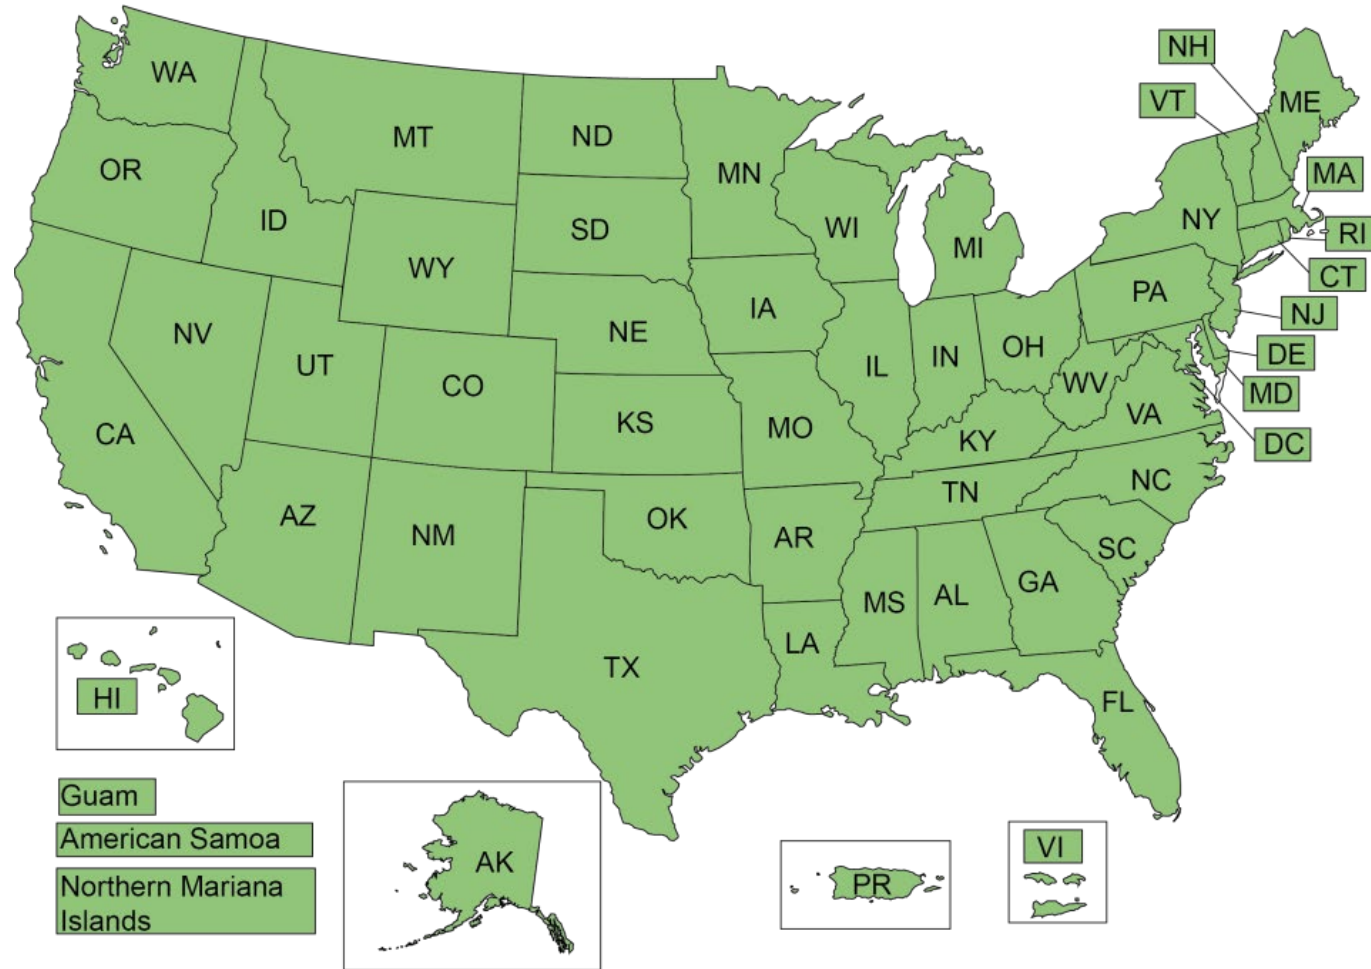 WA
NH
VT
ME
MT
ND
OR
MN
MA
ID
SD
WI
NY
RI
WY
MI
CT
PA
IA
NJ
NV
NE
UT
IL
IN
OH
DE
CO
WV
MD
CA
KS
MO
VA
KY
DC
AZ
TN
NC
NM
OK
AR
SC
GA
MS
AL
LA
TX
FL
HI
Guam
American Samoa
Northern Mariana
Islands
AK
PR
VI